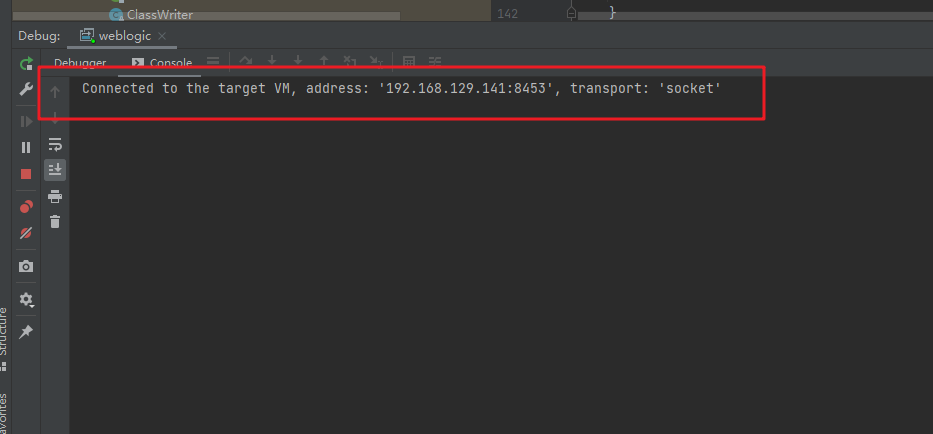 ClassWriter
142
}
Debug:
weblogic
Debugger
Console
Connected to the target VM, address: '192.168.129.141:8453', transport: 'socket'
Structure